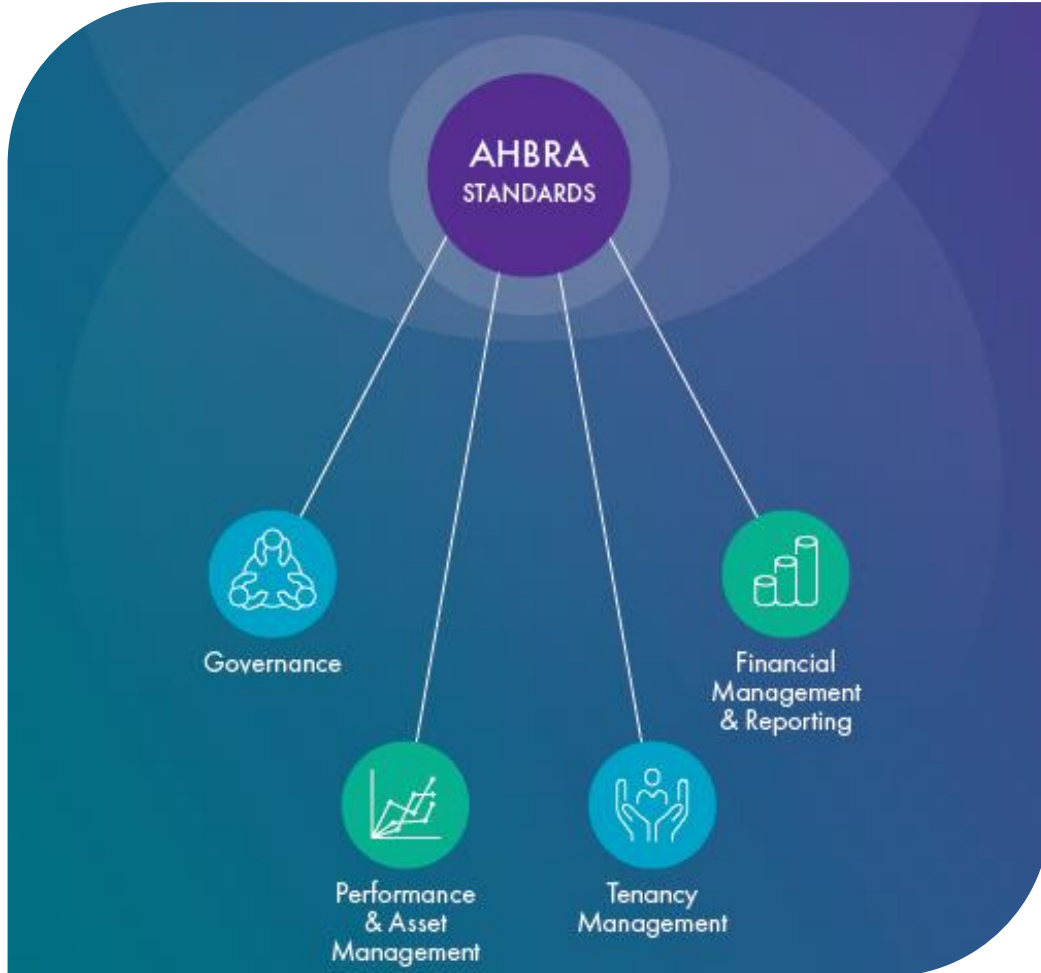 AHBRA
STANDARDS
Governance
Performance
& Asset
Management
Tenancy
Management
Financial
Management
& Reporting